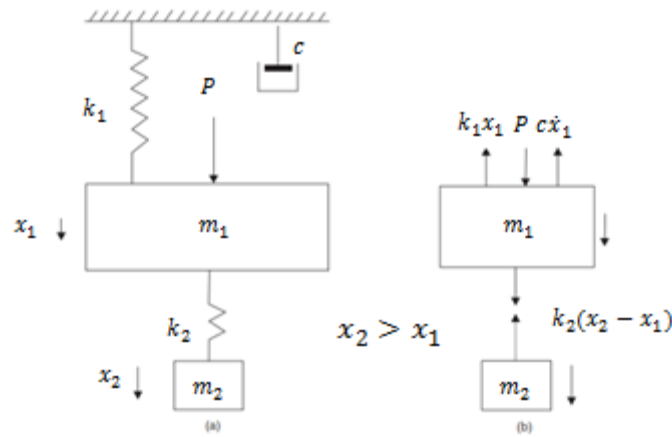 c
P
k₁
k₁x₁ P cẋ₁
x₁
m₁
m₁
k₂
x₂ > x₁
k₂(x₂ − x₁)
x₂
m₂
m₂
(a)
(b)